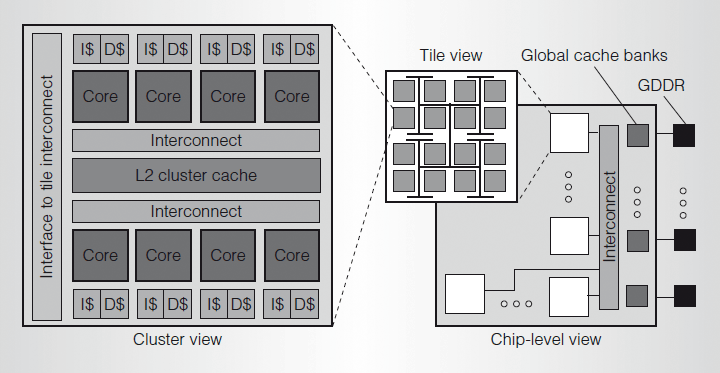 I$ D$ I$ D$ I$ D$ I$ D$
Core Core Core Core
Interconnect
L2 cluster cache
Interconnect
Core Core Core Core
I$ D$ I$ D$ I$ D$ I$ D$
Interface to tile interconnect
Cluster view
Tile view
Global cache banks
GDDR
Interconnect
Chip-level view